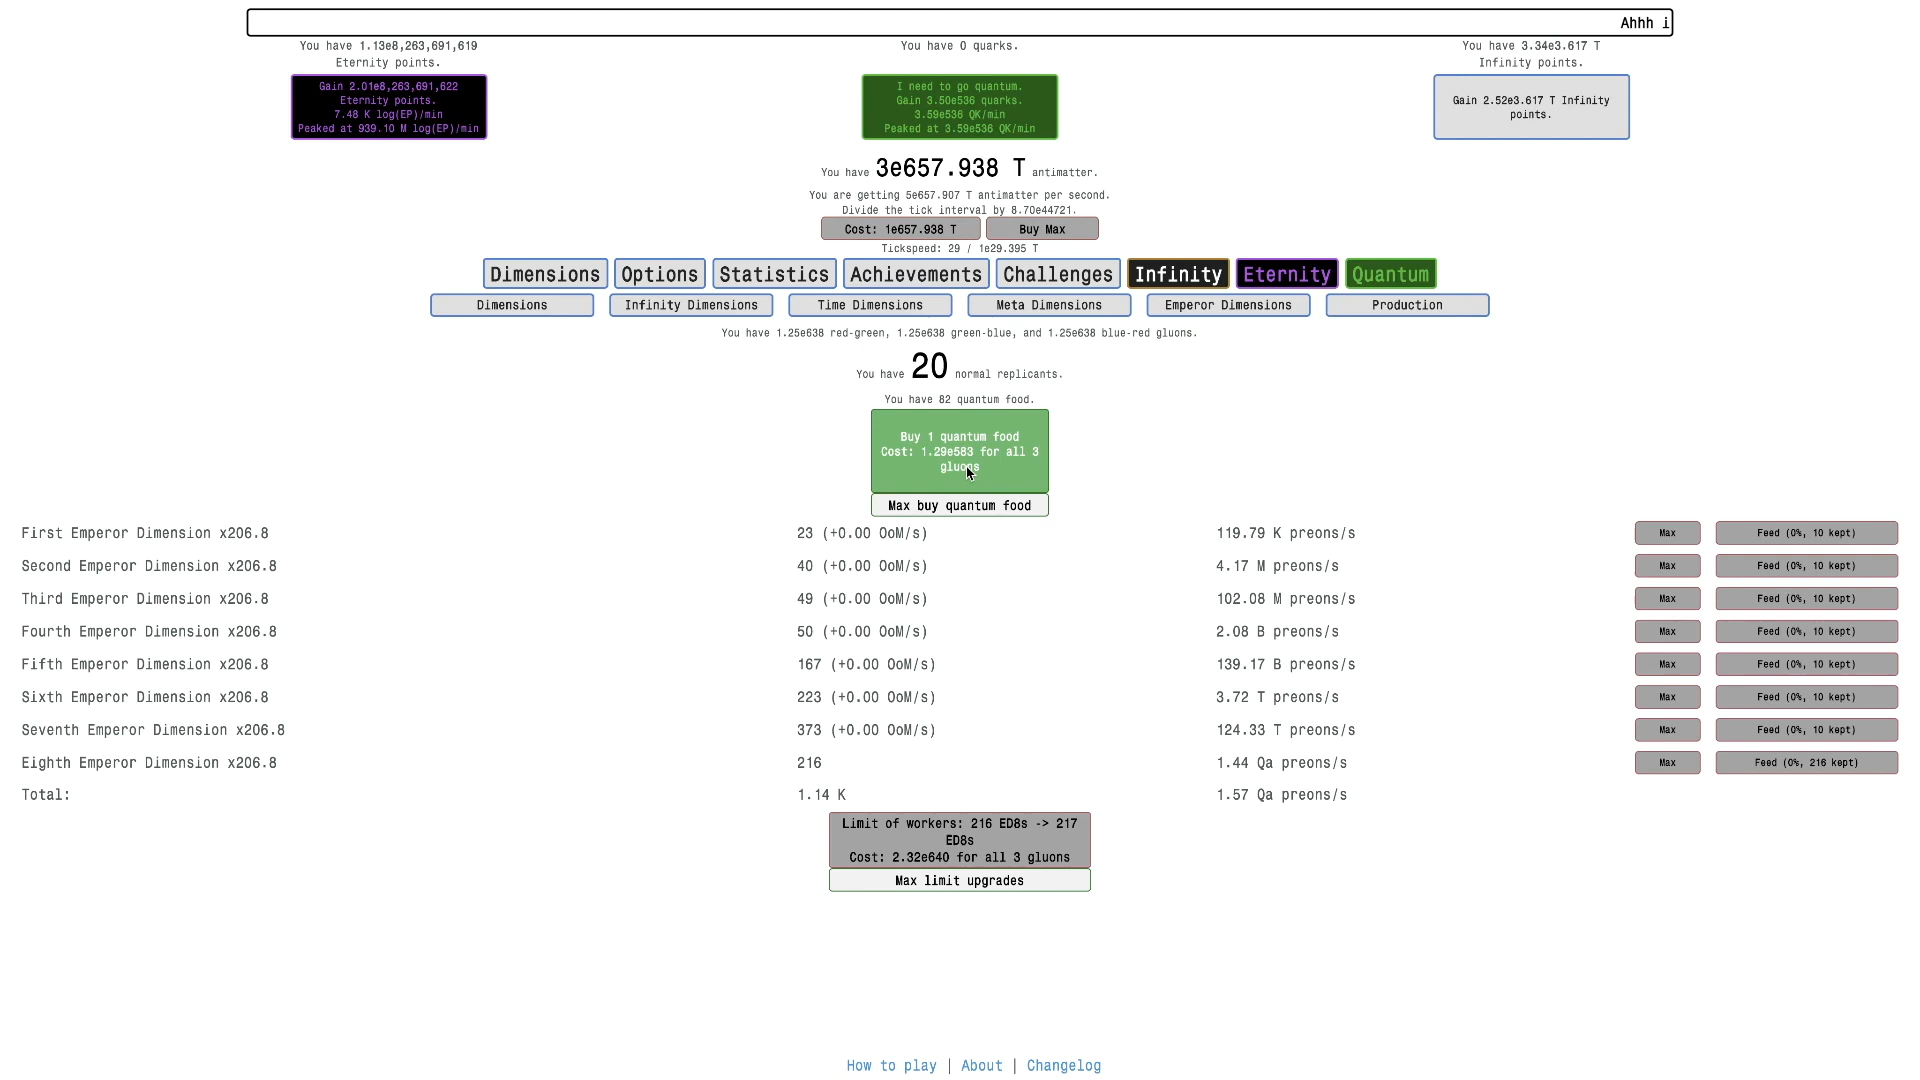 Ahhh i
You have 1.13e8,263,691,619
Eternity points.
You have 0 quarks.
You have 3.34e3.617 T
Infinity points.
Gain 2.01e8,263,691,622
Eternity points.
7.48 K log(EP)/min
Peaked at 939.10 M log(EP)/min
I need to go quantum.
Gain 3.50e536 quarks.
3.59e536 QK/min
Peaked at 3.59e536 QK/min
Gain 2.52e3.617 T Infinity
points.
You have 3e657.938 T antimatter.
You are getting 5e657.907 T antimatter per second.
Divide the tick interval by 8.70e44721.
Cost: 1e657.938 T Buy Max
Tickspeed: 29 / 1e29.395 T
Dimensions Options Statistics Achievements Challenges Infinity Eternity Quantum
Dimensions Infinity Dimensions Time Dimensions Meta Dimensions Emperor Dimensions Production
You have 1.25e638 red-green, 1.25e638 green-blue, and 1.25e638 blue-red gluons.
You have 20 normal replicants.
You have 82 quantum food.
Buy 1 quantum food
Cost: 1.29e583 for all 3
gluons
Max buy quantum food
First Emperor Dimension x206.8 23 (+0.00 OoM/s) 119.79 K preons/s Max Feed (0%, 10 kept)
Second Emperor Dimension x206.8 40 (+0.00 OoM/s) 4.17 M preons/s Max Feed (0%, 10 kept)
Third Emperor Dimension x206.8 49 (+0.00 OoM/s) 102.08 M preons/s Max Feed (0%, 10 kept)
Fourth Emperor Dimension x206.8 50 (+0.00 OoM/s) 2.08 B preons/s Max Feed (0%, 10 kept)
Fifth Emperor Dimension x206.8 167 (+0.00 OoM/s) 139.17 B preons/s Max Feed (0%, 10 kept)
Sixth Emperor Dimension x206.8 223 (+0.00 OoM/s) 3.72 T preons/s Max Feed (0%, 10 kept)
Seventh Emperor Dimension x206.8 373 (+0.00 OoM/s) 124.33 T preons/s Max Feed (0%, 10 kept)
Eighth Emperor Dimension x206.8 216 1.44 Qa preons/s Max Feed (0%, 216 kept)
Total: 1.14 K 1.57 Qa preons/s
Limit of workers: 216 ED8s -> 217
ED8s
Cost: 2.32e640 for all 3 gluons
Max limit upgrades
How to play | About | Changelog